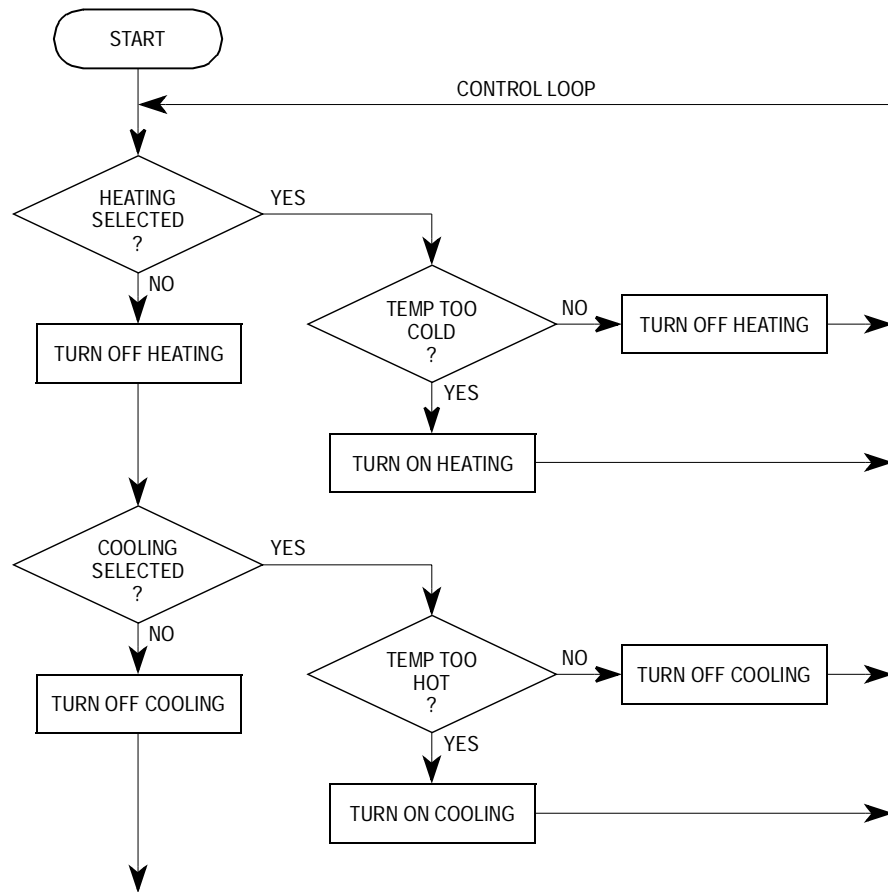 START
CONTROL LOOP
HEATING
SELECTED
?
YES
NO
TEMP TOO
COLD
?
NO
TURN OFF HEATING
TURN OFF HEATING
YES
TURN ON HEATING
COOLING
SELECTED
?
YES
NO
TEMP TOO
HOT
?
NO
TURN OFF COOLING
TURN OFF COOLING
YES
TURN ON COOLING